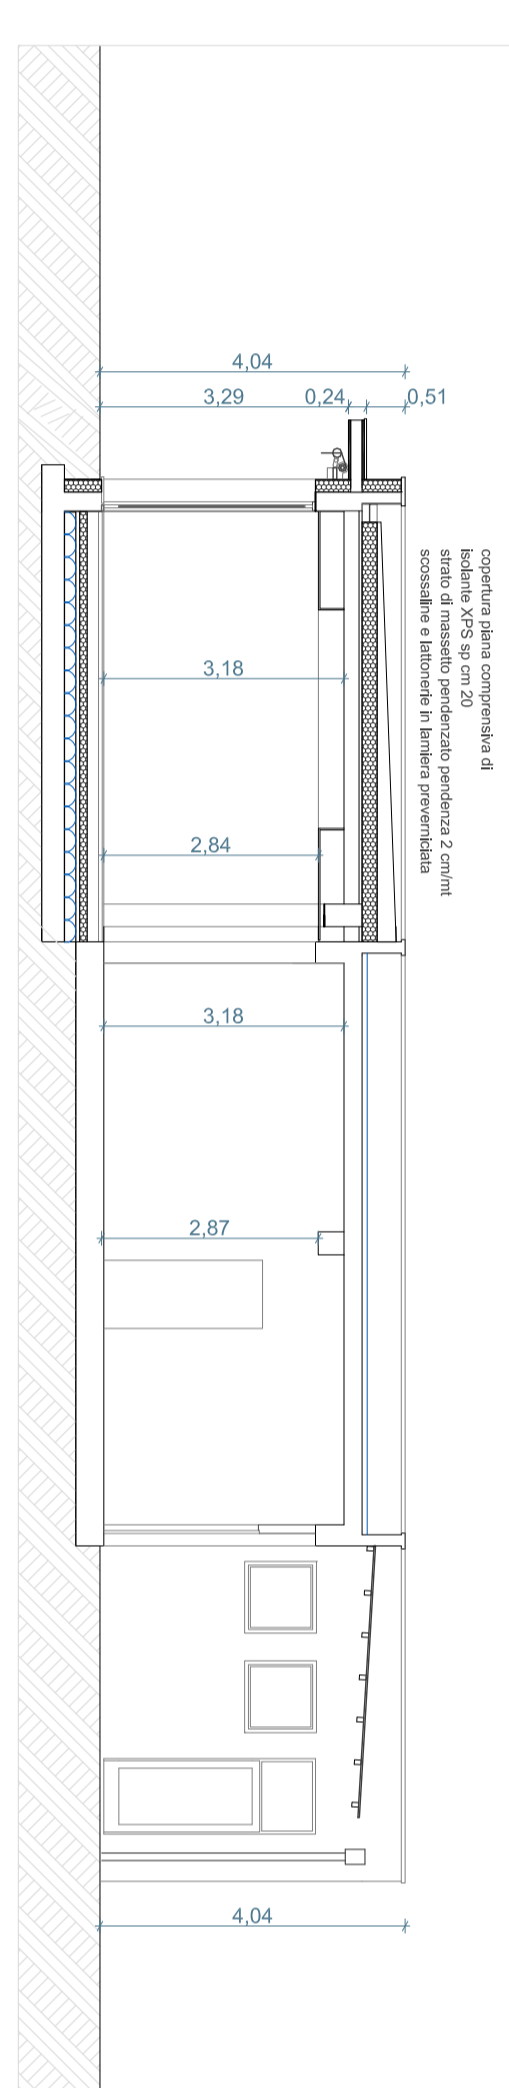 4,04
3,29
0,24
0,51
copertura piana comprensiva di
isolante XPS sp cm 20
strato di massetto pendenzato pendenza 2 cm/mt
scossaline e lattonerie in lamiera preverniciata
3,18
2,84
3,18
2,87
4,04